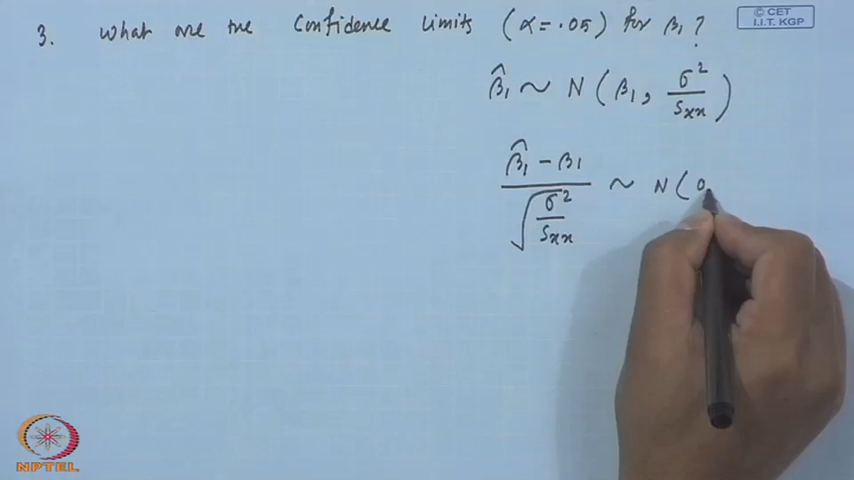 3. What are the Confidence limits (α = .05) for β₁ ?
© CET
I.I.T. KGP
β̂₁ ~ N(β₁, σ²/Sxx)
(β̂₁ - β₁)/√(σ²/Sxx) ~ N(0,
NPTEL